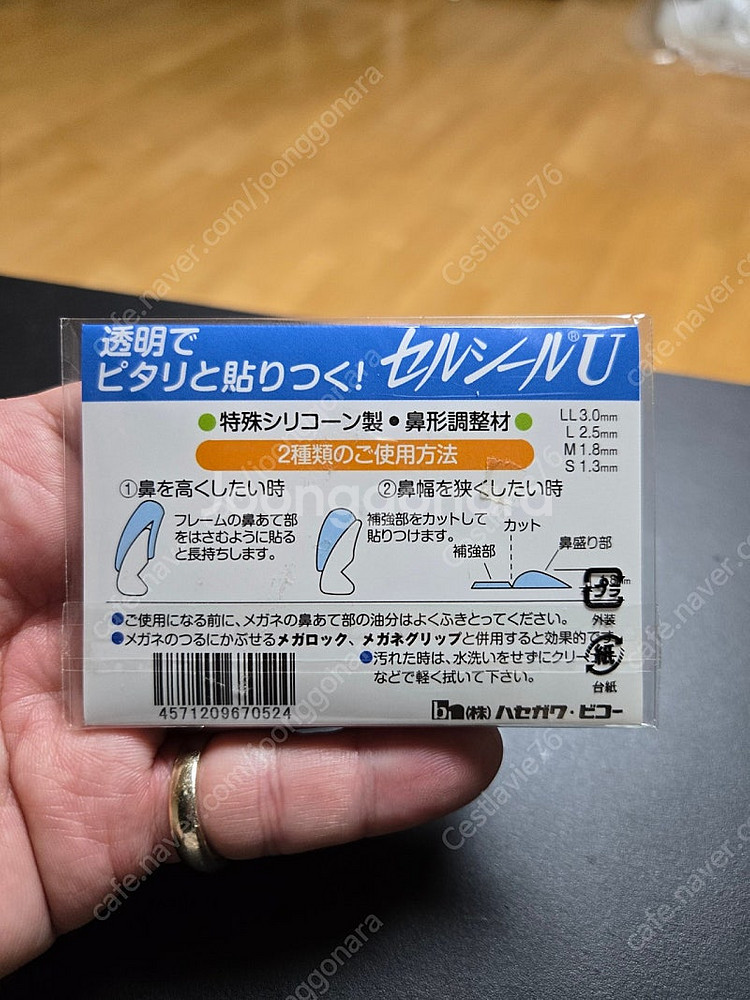 透明で
ピタリと貼りつく! セルシール®U
●特殊シリコーン製●鼻形調整材●
LL 3.0mm
L 2.5mm
M 1.8mm
S 1.3mm
2種類のご使用方法
①鼻を高くしたい時
フレームの鼻あて部
をはさむように貼る
と長持ちします。
②鼻幅を狭くしたい時
補強部をカットして
貼りつけます。
カット
補強部
鼻盛り部
プラ
外装
●ご使用になる前に、メガネの鼻あて部の油分はよくふきとってください。
●メガネのつるにかぶせるメガロック、メガネグリップと併用すると効果的です
●汚れた時は、水洗いをせずにクリー
などで軽く拭いて下さい。
紙
台紙
4571209670524
(株)ハセガワ・ビコー
joonggonara
cafe.naver.com/joonggonara
Cestlavie76